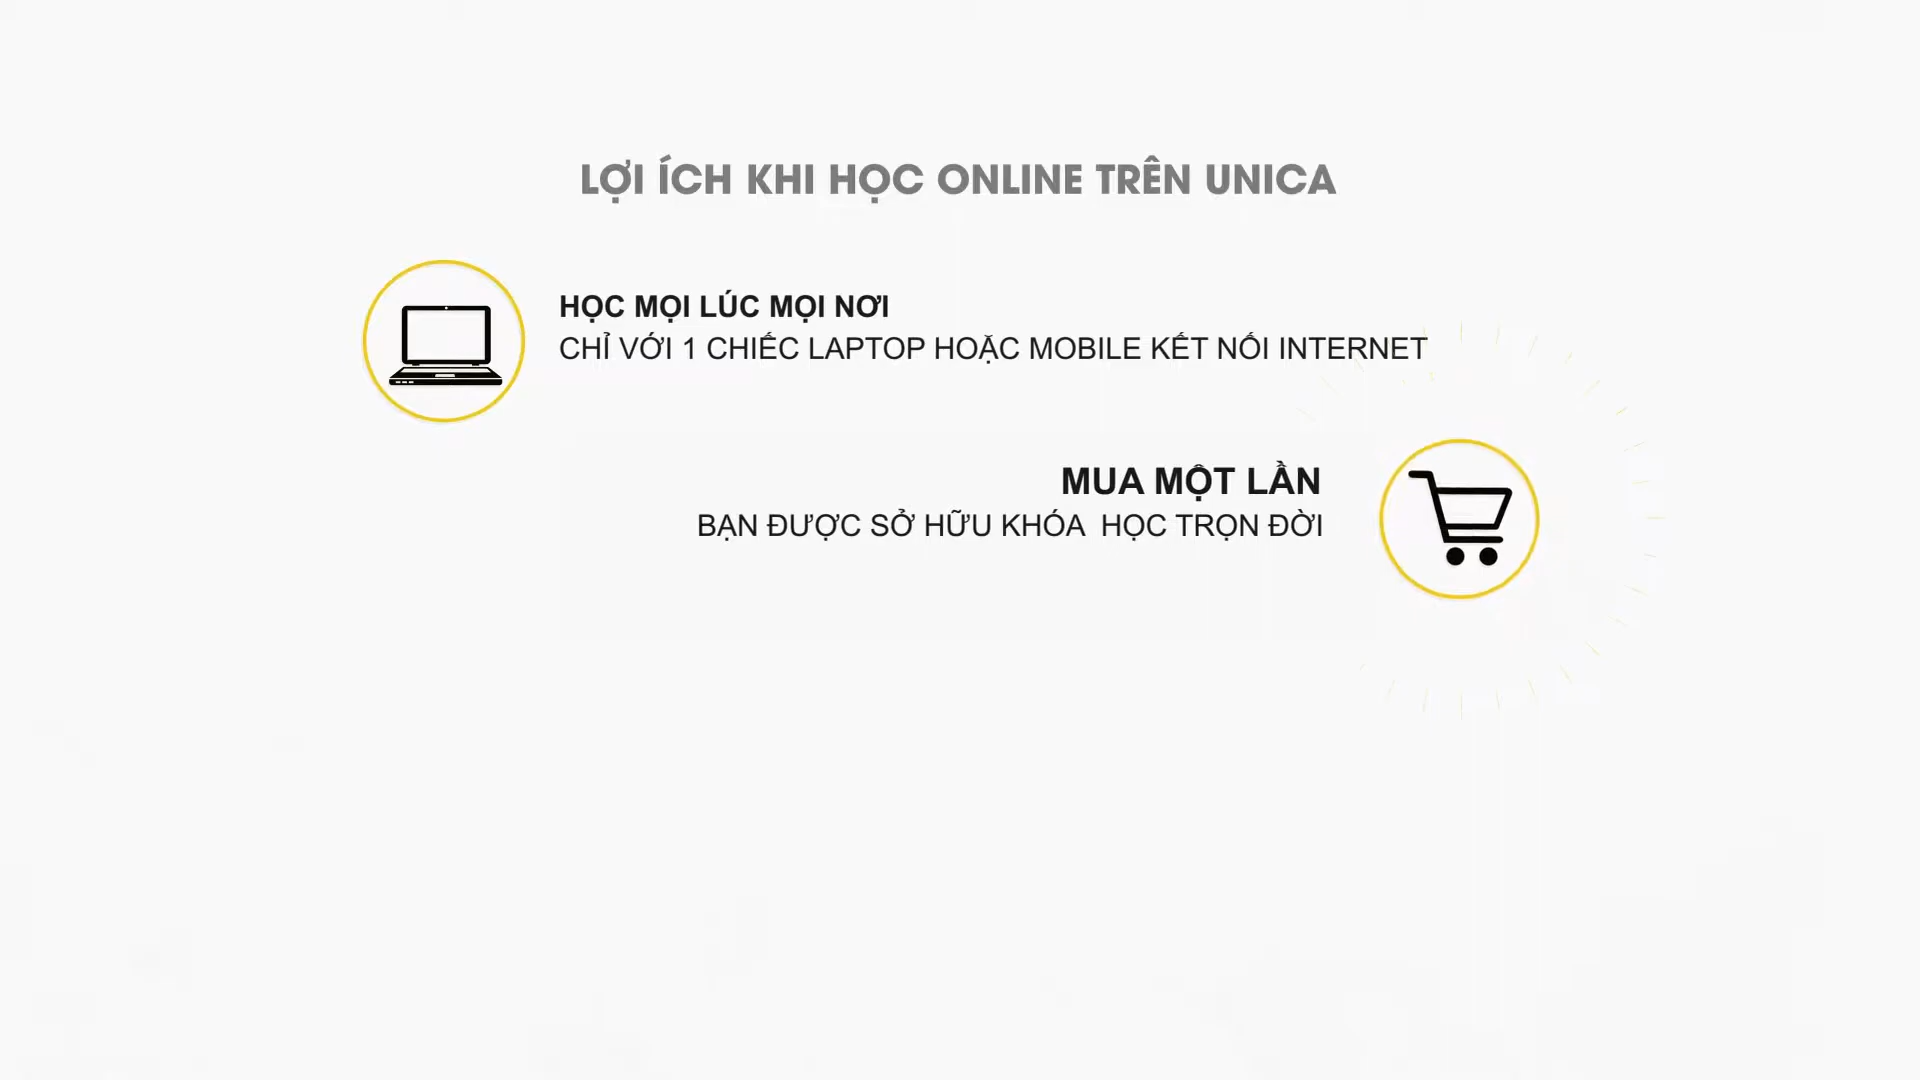 LỢI ÍCH KHI HỌC ONLINE TRÊN UNICA
HỌC MỌI LÚC MỌI NƠI
CHỈ VỚI 1 CHIẾC LAPTOP HOẶC MOBILE KẾT NỐI INTERNET
MUA MỘT LẦN
BẠN ĐƯỢC SỞ HỮU KHÓA  HỌC TRỌN ĐỜI